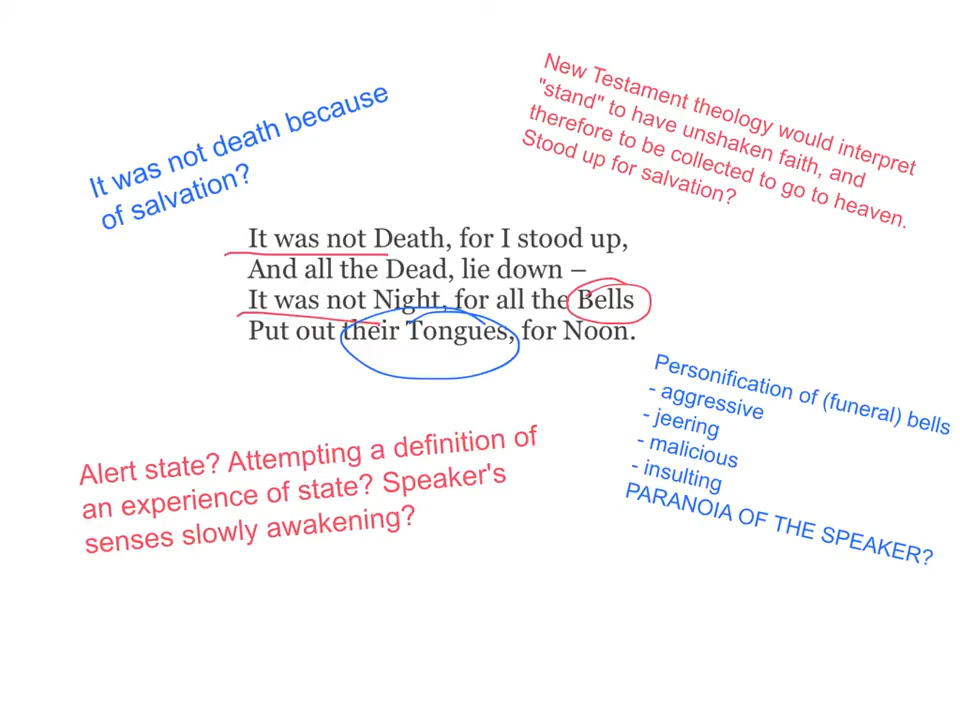 It was not death because
of salvation?
New Testament theology would interpret
"stand" to have unshaken faith, and
therefore to be collected to go to heaven.
Stood up for salvation?
It was not Death, for I stood up,
And all the Dead, lie down –
It was not Night, for all the Bells
Put out their Tongues, for Noon.
Personification of (funeral) bells
- aggressive
- jeering
- malicious
- insulting
PARANOIA OF THE SPEAKER?
Alert state? Attempting a definition of
an experience of state? Speaker's
senses slowly awakening?